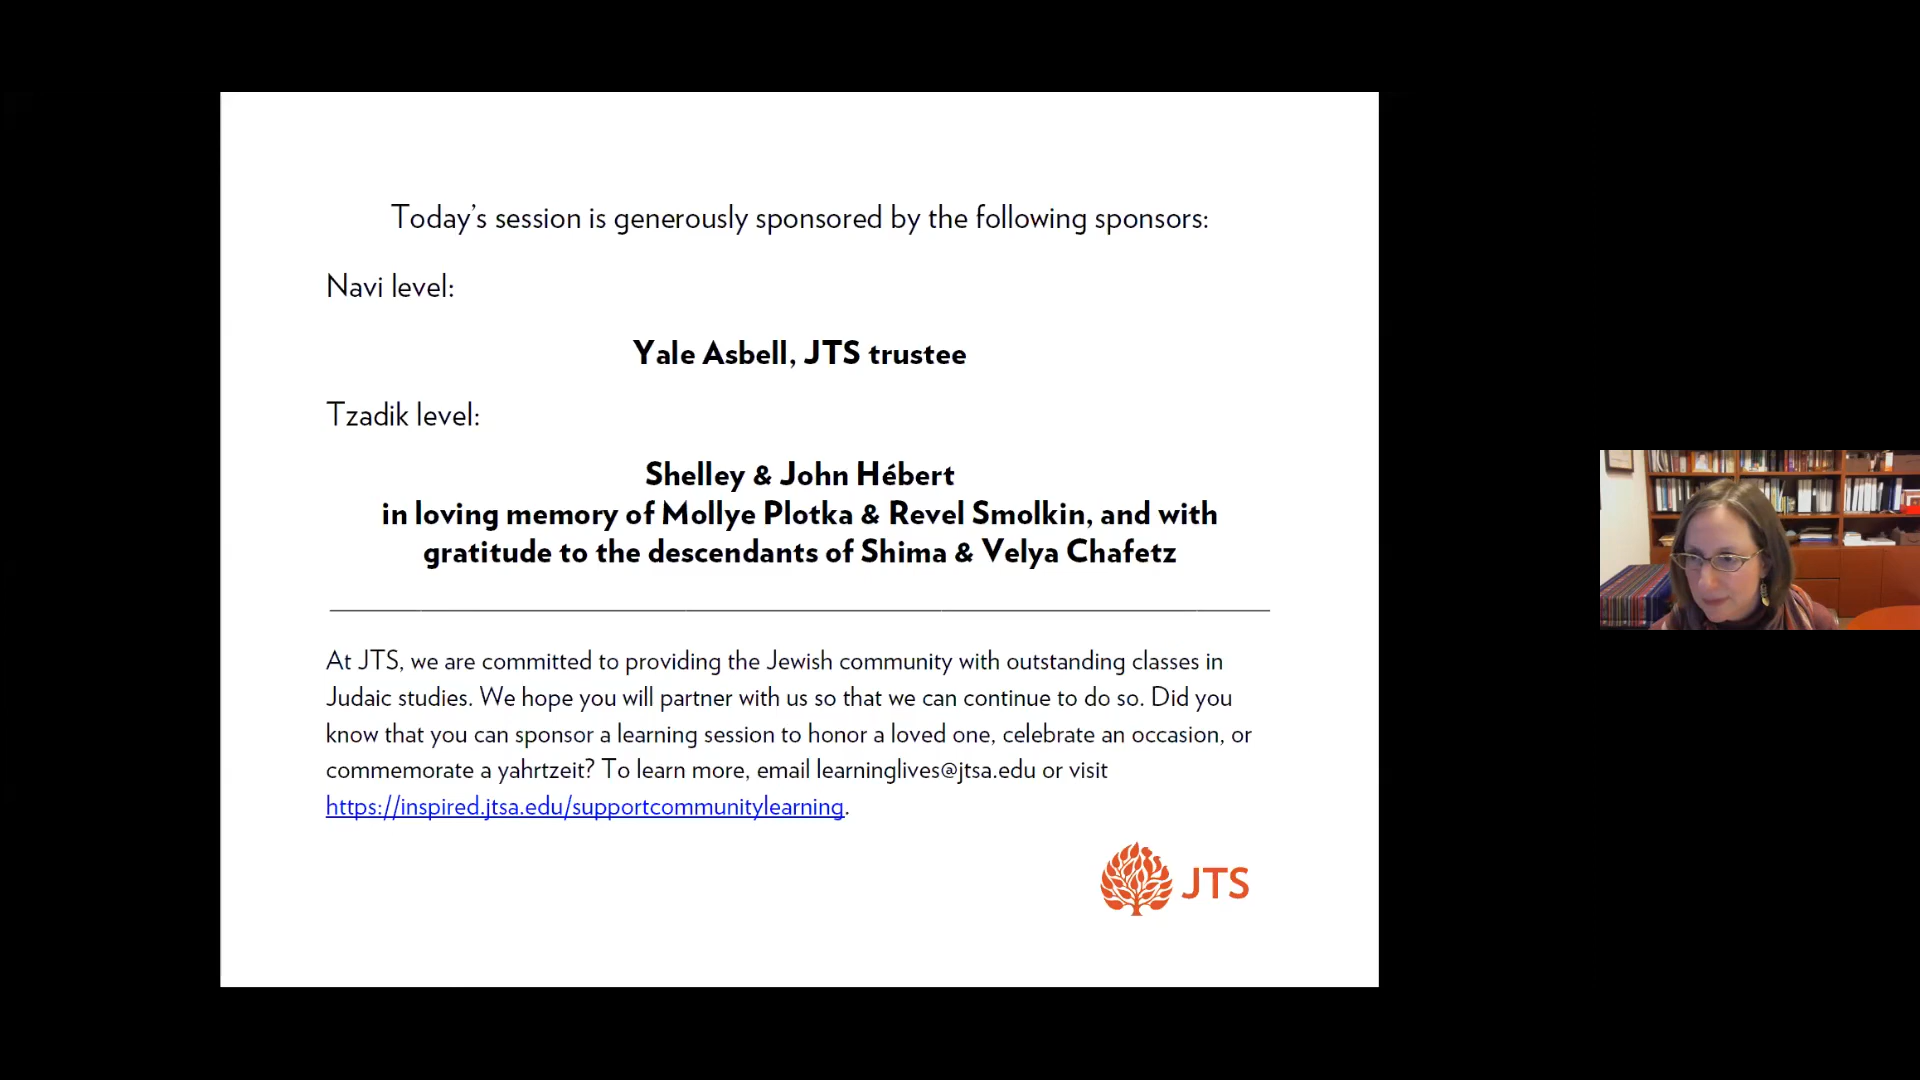 Today’s session is generously sponsored by the following sponsors:
Navi level:
Yale Asbell, JTS trustee
Tzadik level:
Shelley & John Hébert
in loving memory of Mollye Plotka & Revel Smolkin, and with
gratitude to the descendants of Shima & Velya Chafetz
At JTS, we are committed to providing the Jewish community with outstanding classes in
Judaic studies. We hope you will partner with us so that we can continue to do so. Did you
know that you can sponsor a learning session to honor a loved one, celebrate an occasion, or
commemorate a yahrtzeit? To learn more, email learninglives@jtsa.edu or visit
https://inspired.jtsa.edu/supportcommunitylearning.
JTS